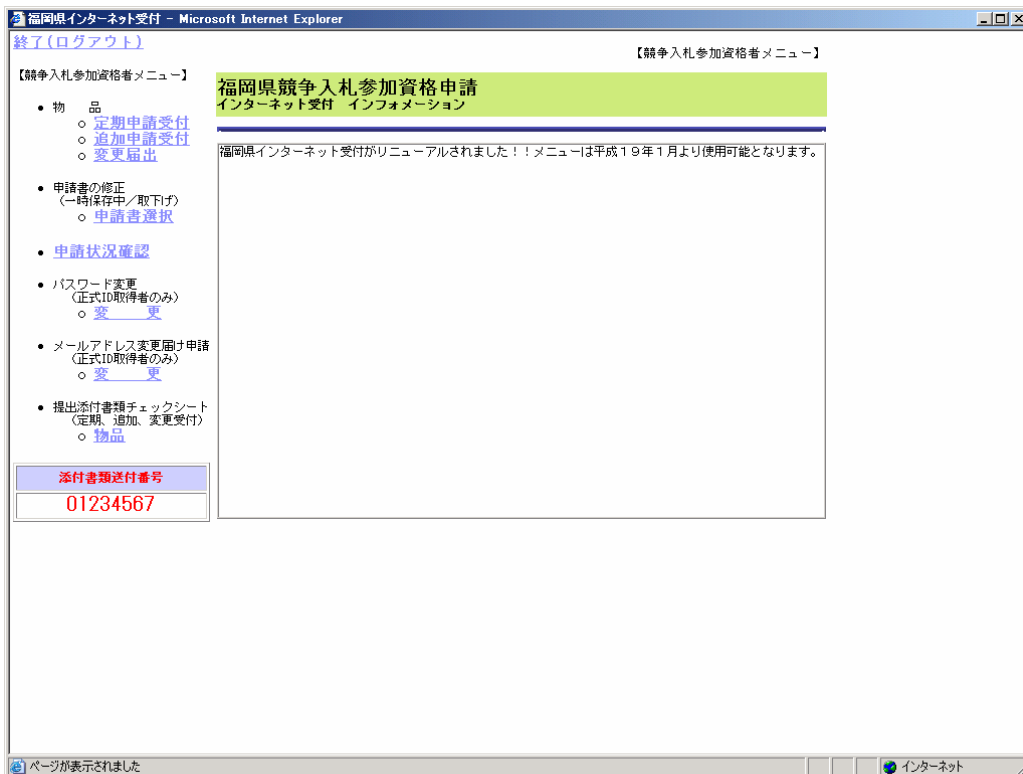 福岡県インターネット受付 - Microsoft Internet Explorer
終了(ログアウト)
【競争入札参加資格者メニュー】
【競争入札参加資格者メニュー】
福岡県競争入札参加資格申請
インターネット受付　インフォメーション
福岡県インターネット受付がリニューアルされました！！メニューは平成１９年１月より使用可能となります。
物　　品
定期申請受付
追加申請受付
変更届出
申請書の修正
(一時保存中／取下げ)
申請書選択
申請状況確認
パスワード変更
(正式ID取得者のみ)
変　　更
メールアドレス変更届け申請
(正式ID取得者のみ)
変　　更
提出添付書類チェックシート
(定期、追加、変更受付)
物品
添付書類送付番号
01234567
ページが表示されました
インターネット